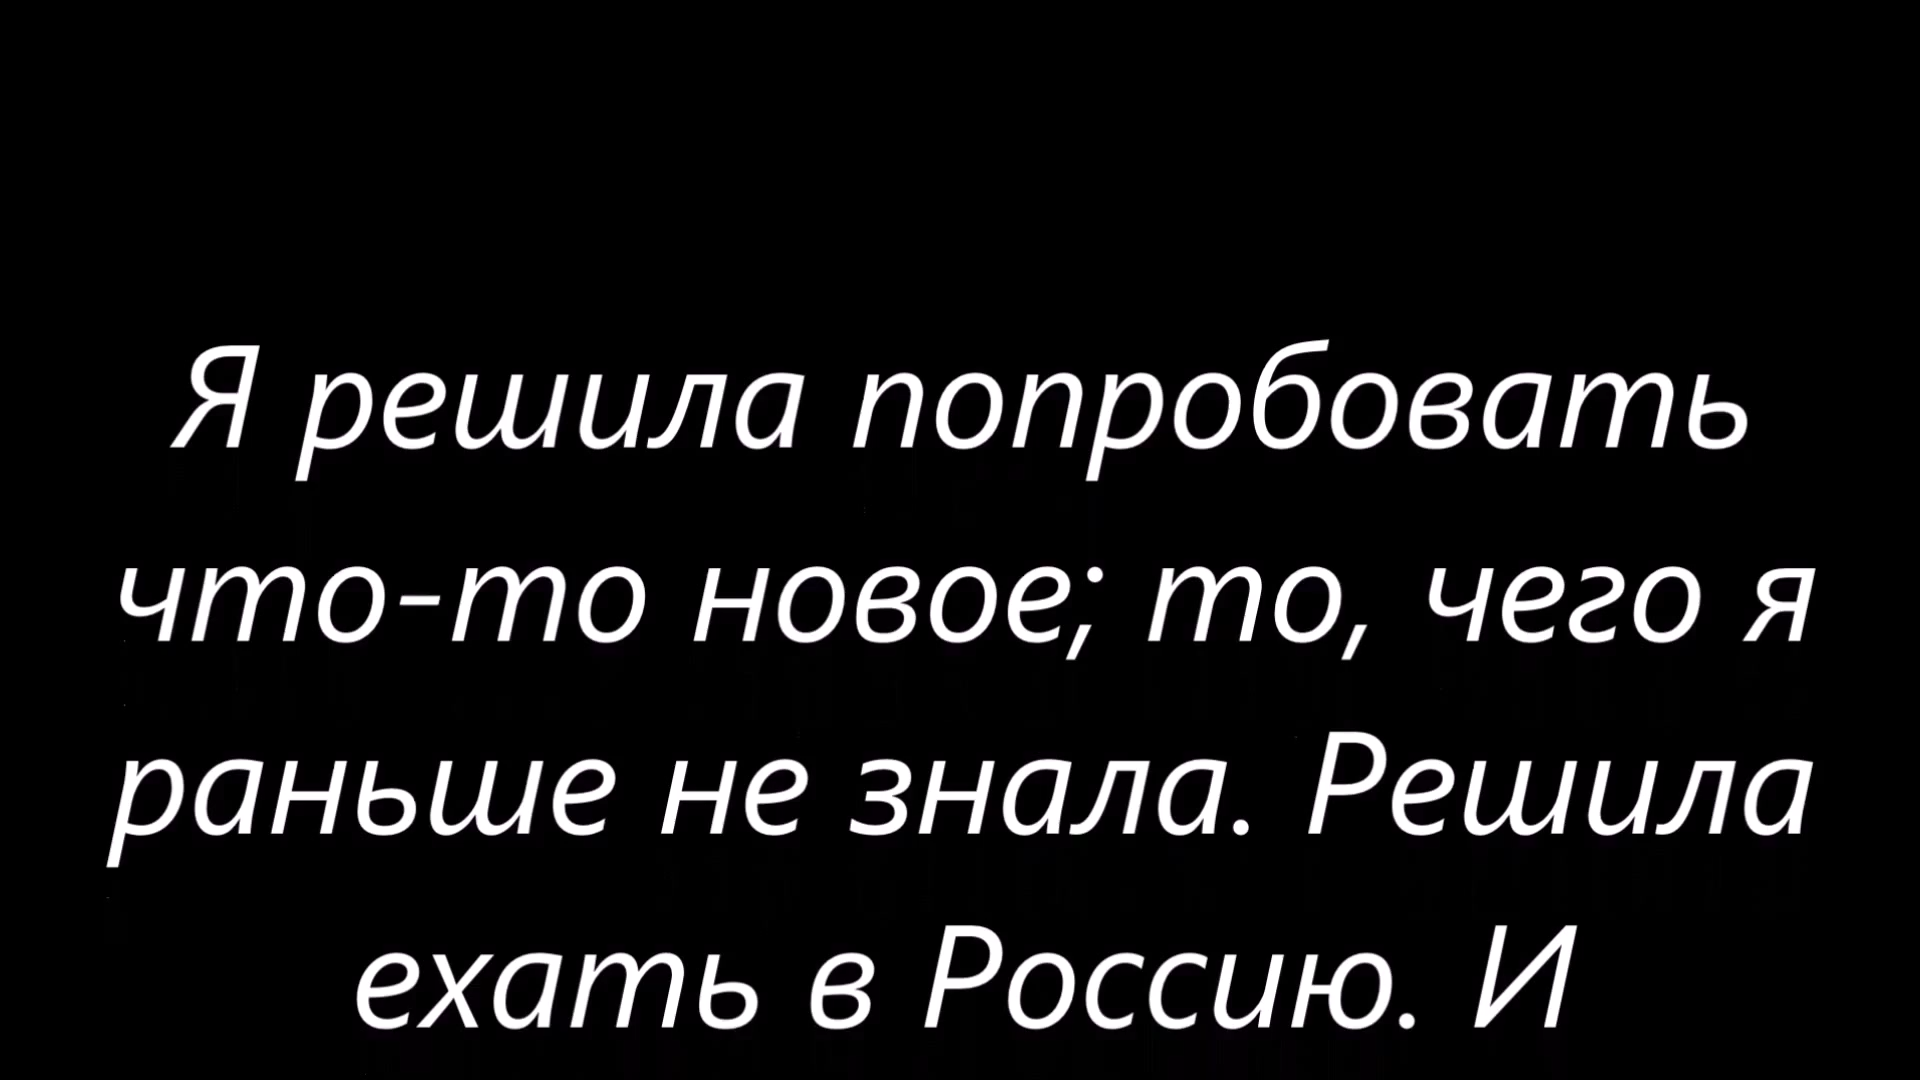 Я решила попробовать
что-то новое; то, чего я
раньше не знала. Решила
ехать в Россию. И